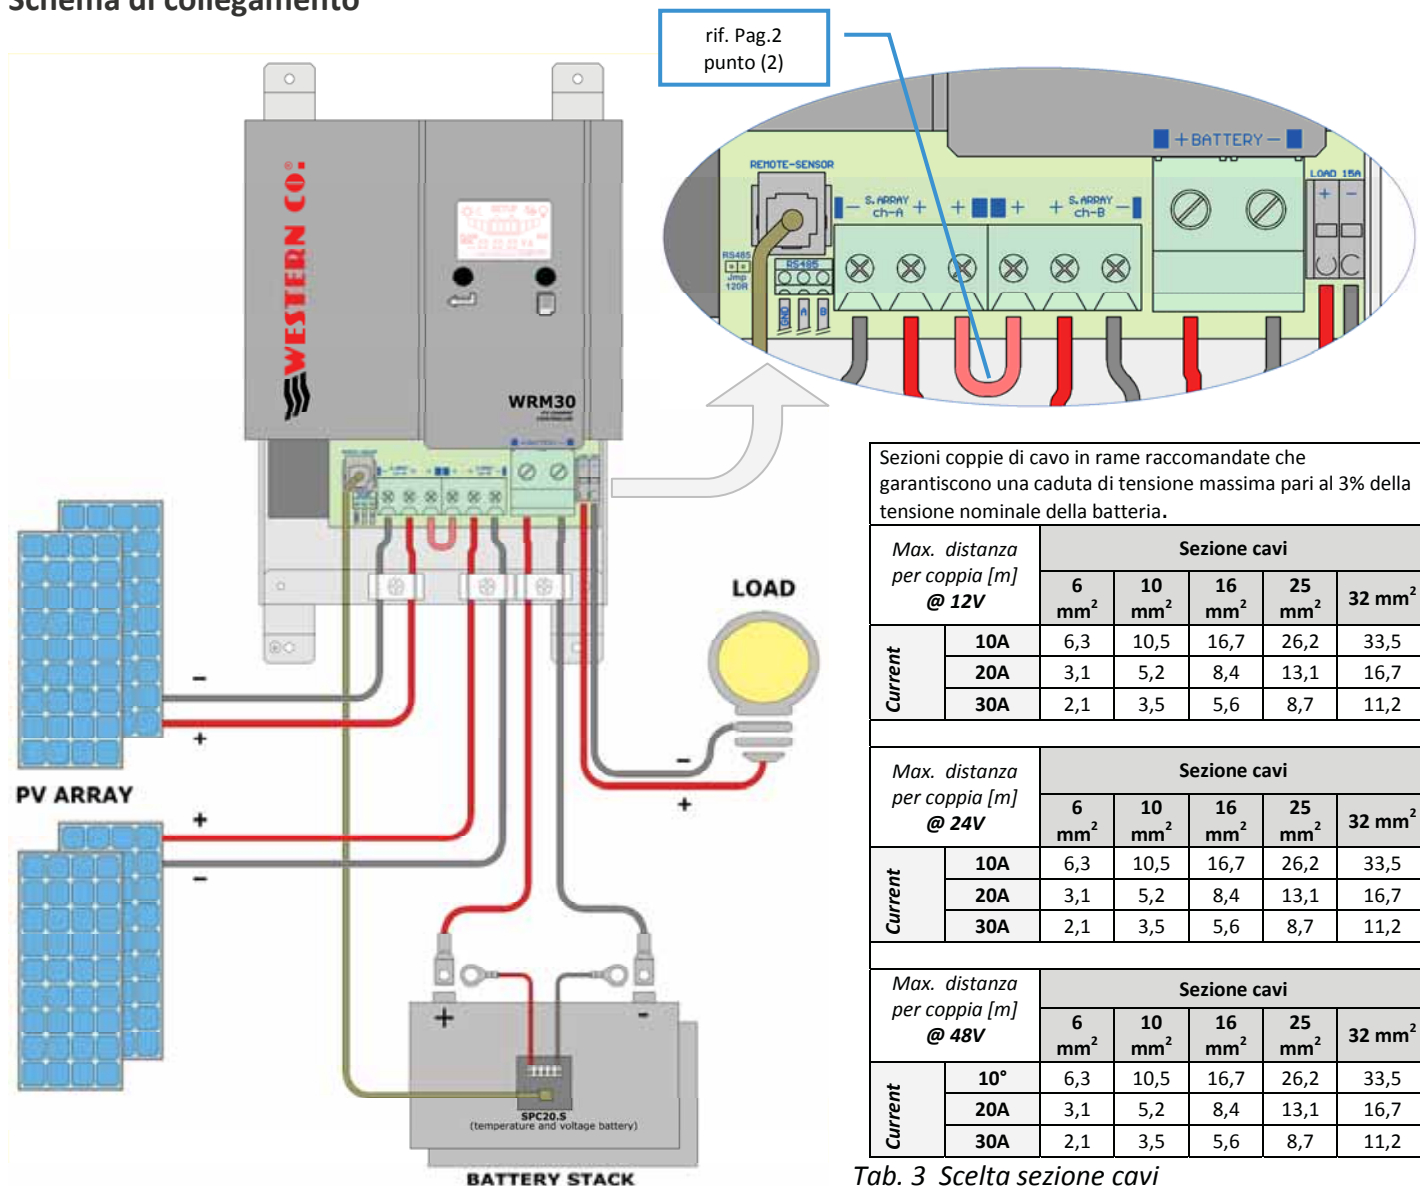 Schema di collegamento
rif. Pag.2
punto (2)
WESTERN CO.
WRM30
REMOTE-SENSOR
RS485
Jmp
120R
RS485
GND
A
B
− S.ARRAY +
ch-A
+ +
+ S.ARRAY −
ch-B
+ BATTERY −
LOAD 15A
+ −
−
+
PV ARRAY
+
−
LOAD
−
+
+ -
SPC20.S
(temperature and voltage battery)
BATTERY STACK
Sezioni coppie di cavo in rame raccomandate che
garantiscono una caduta di tensione massima pari al 3% della
tensione nominale della batteria.
Max. distanza
per coppia [m]
@ 12V
Sezione cavi
6 mm² 10 mm² 16 mm² 25 mm² 32 mm²
Current
10A 6,3 10,5 16,7 26,2 33,5
20A 3,1 5,2 8,4 13,1 16,7
30A 2,1 3,5 5,6 8,7 11,2
Max. distanza
per coppia [m]
@ 24V
Sezione cavi
6 mm² 10 mm² 16 mm² 25 mm² 32 mm²
Current
10A 6,3 10,5 16,7 26,2 33,5
20A 3,1 5,2 8,4 13,1 16,7
30A 2,1 3,5 5,6 8,7 11,2
Max. distanza
per coppia [m]
@ 48V
Sezione cavi
6 mm² 10 mm² 16 mm² 25 mm² 32 mm²
Current
10° 6,3 10,5 16,7 26,2 33,5
20A 3,1 5,2 8,4 13,1 16,7
30A 2,1 3,5 5,6 8,7 11,2
Tab. 3 Scelta sezione cavi